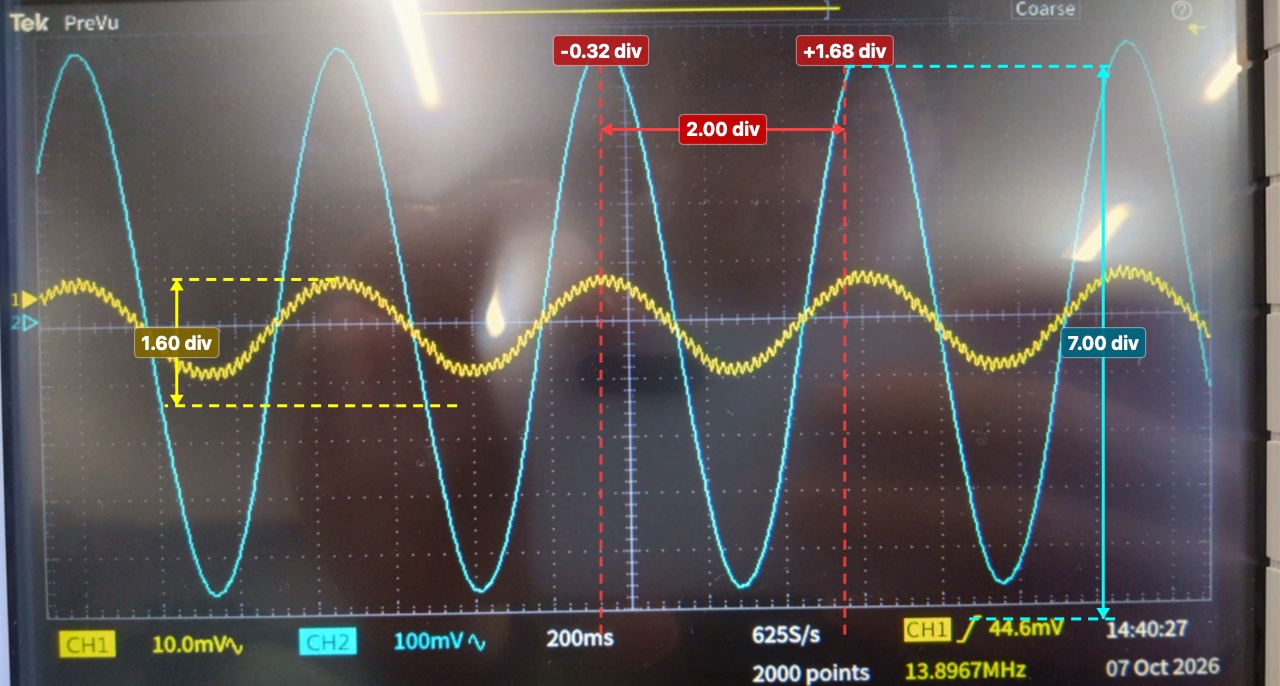 Tek PreVu
Coarse
?
-0.32 div
+1.68 div
2.00 div
1
2
1.60 div
7.00 div
CH1 10.0mV∿
CH2 100mV ∿
200ms
625S/s
2000 points
CH1 44.6mV
13.8967MHz
14:40:27
07 Oct 2026